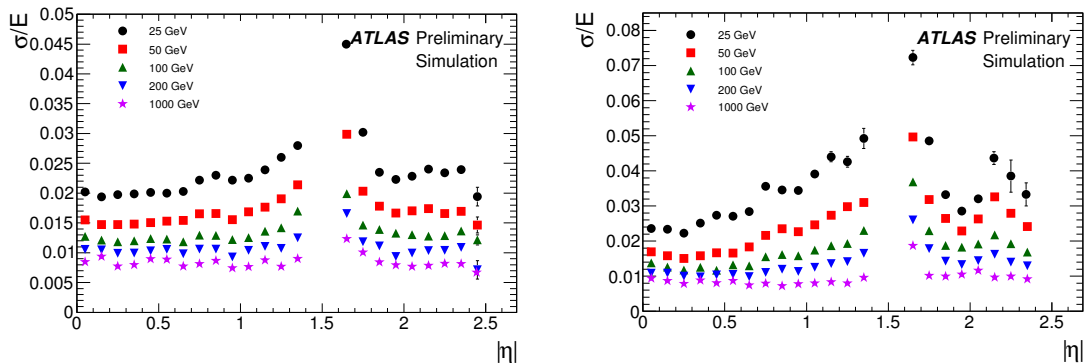 σ/E
0.045
0.04
0.035
0.03
0.025
0.02
0.015
0.01
0.005
0
0
0.5
1
1.5
2
2.5
|η|
25 GeV
50 GeV
100 GeV
200 GeV
1000 GeV
ATLAS Preliminary
Simulation
σ/E
0.08
0.07
0.06
0.05
0.04
0.03
0.02
0.01
0
0
0.5
1
1.5
2
2.5
|η|
25 GeV
50 GeV
100 GeV
200 GeV
1000 GeV
ATLAS Preliminary
Simulation